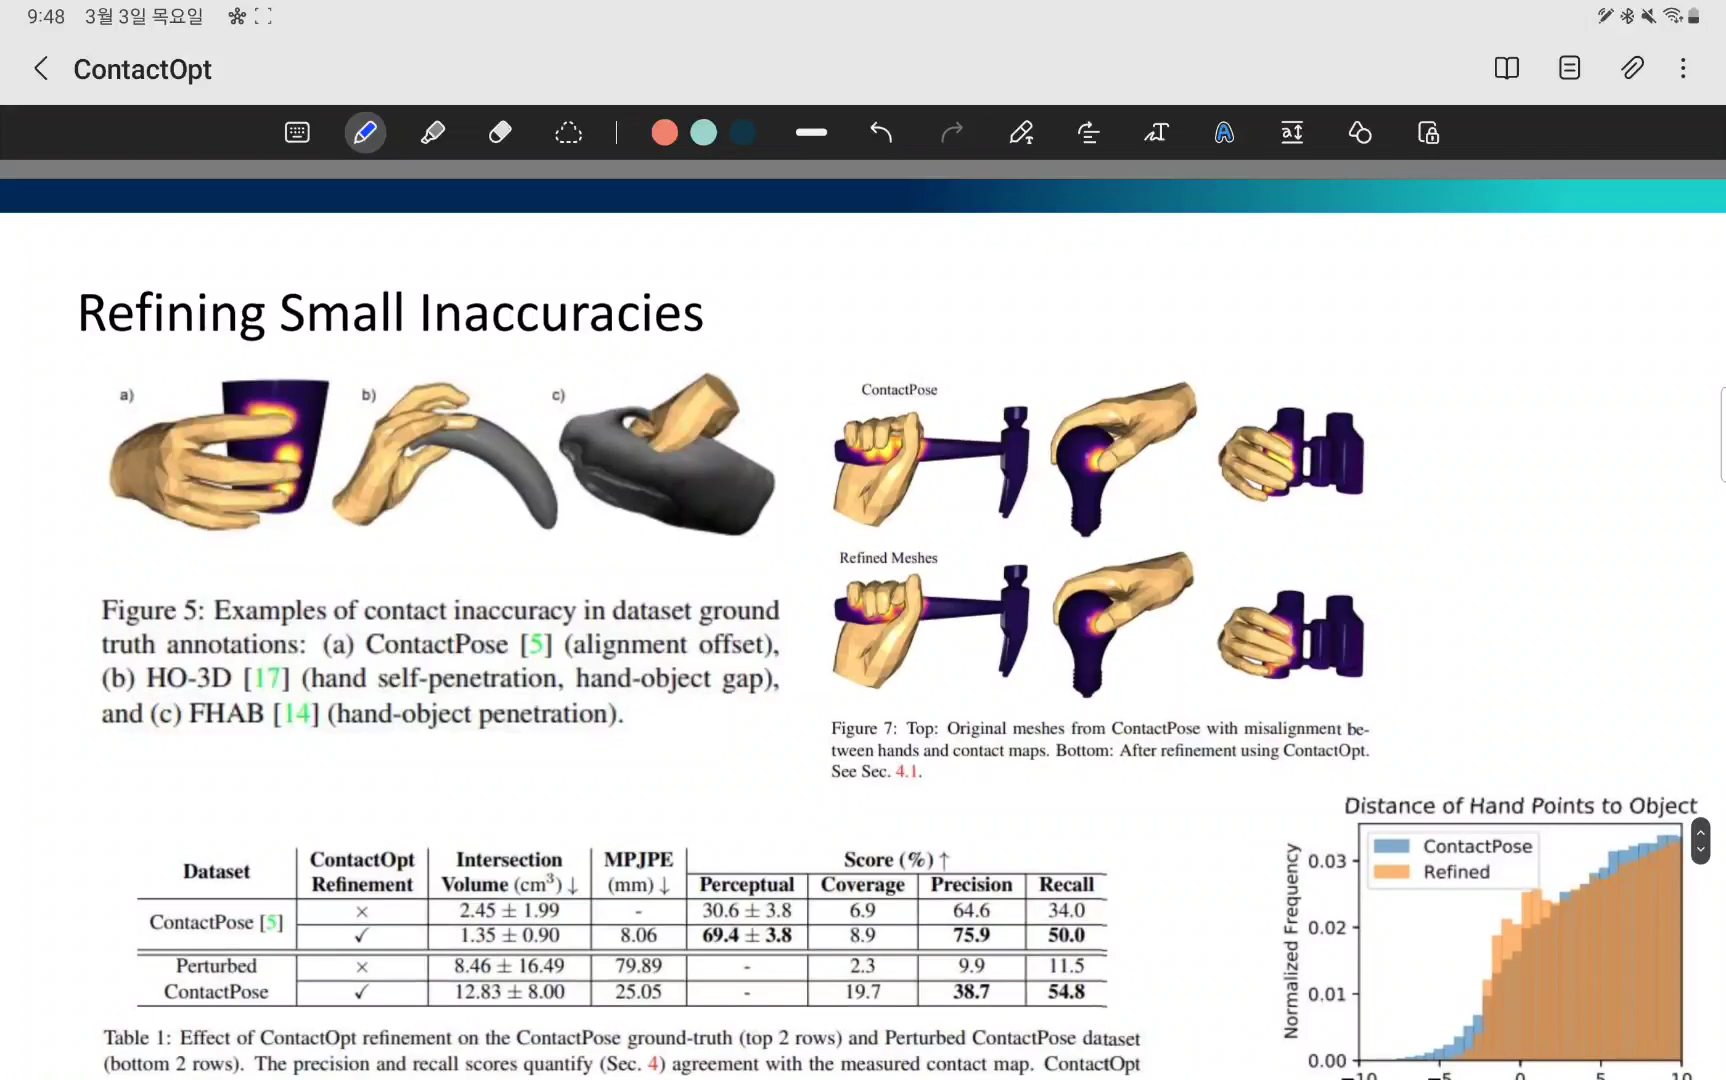 9:48 3월 3일 목요일
ContactOpt
Refining Small Inaccuracies
a)
b)
c)
Figure 5: Examples of contact inaccuracy in dataset ground
truth annotations: (a) ContactPose [5] (alignment offset),
(b) HO-3D [17] (hand self-penetration, hand-object gap),
and (c) FHAB [14] (hand-object penetration).
ContactPose
Refined Meshes
Figure 7: Top: Original meshes from ContactPose with misalignment be-
tween hands and contact maps. Bottom: After refinement using ContactOpt.
See Sec. 4.1.
Dataset ContactOpt Refinement Intersection Volume (cm³) ↓ MPJPE (mm) ↓ Score (%) ↑
Perceptual Coverage Precision Recall
ContactPose [5] × 2.45 ± 1.99 - 30.6 ± 3.8 6.9 64.6 34.0
✓ 1.35 ± 0.90 8.06 69.4 ± 3.8 8.9 75.9 50.0
Perturbed ContactPose × 8.46 ± 16.49 79.89 - 2.3 9.9 11.5
✓ 12.83 ± 8.00 25.05 - 19.7 38.7 54.8
Table 1: Effect of ContactOpt refinement on the ContactPose ground-truth (top 2 rows) and Perturbed ContactPose dataset
(bottom 2 rows). The precision and recall scores quantify (Sec. 4) agreement with the measured contact map. ContactOpt
Distance of Hand Points to Object
ContactPose
Refined
Normalized Frequency
0.03
0.02
0.01
0.00
−10 −5 0 5 10